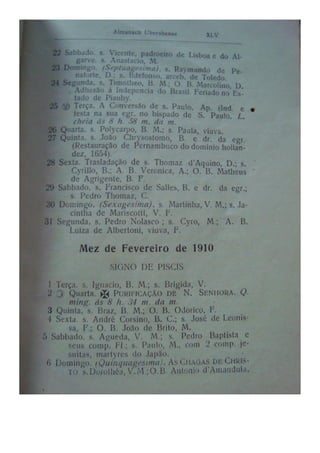 Almanach Uberabense XLV
22 Sabbado. s. Vicente, padroeiro de Lisboa e do Al-
garve. s. Anastacio, M.
23 Domingo. (Septuagesima). s. Raymundo de Pe-
naforte, D.; s. Ildefonso, arceb. de Toledo.
24 Segunda, s. Timotheo, B. M.; O. B. Marcolino, D.
Adhesão á Independ do Brasil Feriado no Es-
tado de Piauhy.
25 Terça. A Conversão de s. Paulo, Ap. (Ind. e
festa na sua egr. no bispado de S. Paulo. L.
cheia ás 8 h. 58 m, da m.
26 Quarta. s. Polycarpo, B. M.; s. Paula, viuva.
27 Quinta. s. João Chrysostomo, B. e dr. da egr.
(Restauração de Pernambuco do dominio hollan-
dez, 1654)
28 Sexta. Trasladação de s. Thomaz d'Aquino, D.; s.
Cyrillo, B.; A. B. Veronica, A.; O. B. Matheus
de Agrigente, B. F.
29 Sabbado. s. Francisco de Salles, B. e dr. da egr.;
s. Pedro Thomaz, C.
30 Domingo. (Sexagesima). s. Martinha, V. M.; s. Ja-
cintha de Mariscotti, V. F.
31 Segunda. s. Pedro Nolasco; s. Cyro, M.; A. B.
Luiza de Albertoni, viuva, F.
Mez de Fevereiro de 1910
SIGNO DE PISCIS
1 Terça. s. Ignacio, B. M.; s. Brigida, V.
2 Quarta. ✠ PURIFICAÇÃO DE N. SENHORA. Q.
ming. ás 8 h. 31 m. da m.
3 Quinta. s. Braz, B. M.; O. B. Odorico, F.
4 Sexta. s. André Corsino, B. C.; s. José de Leonis-
sa, F.; O. B. João de Brito, M.
5 Sabbado. s. Agueda, V. M.; s. Pedro Baptista e
seus comp. Ff.; s. Paulo, M., com 2 comp. je-
suitas, martyres do Japão.
6 Domingo. (Quinquagesima). AS CHAGAS DE CHRIS-
TO s. Dorothéa, V. M.; O. B. Antonio d'Amandula.